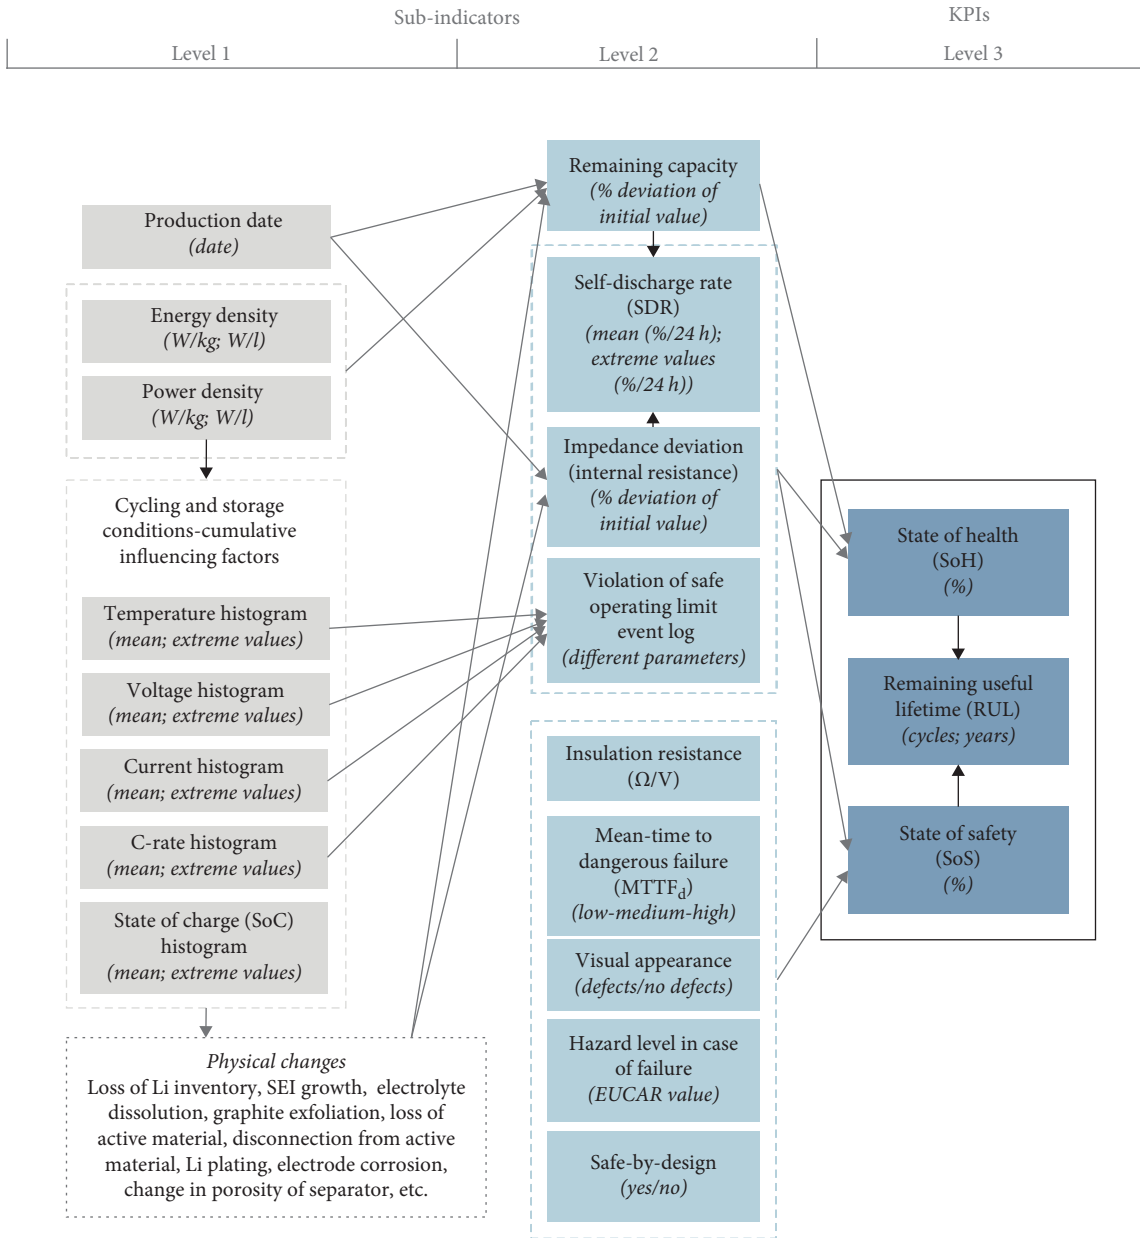 Sub-indicators
KPIs
Level 1
Level 2
Level 3
Production date
(date)
Energy density
(W/kg; W/l)
Power density
(W/kg; W/l)
Cycling and storage
conditions-cumulative
influencing factors
Temperature histogram
(mean; extreme values)
Voltage histogram
(mean; extreme values)
Current histogram
(mean; extreme values)
C-rate histogram
(mean; extreme values)
State of charge (SoC)
histogram
(mean; extreme values)
Physical changes
Loss of Li inventory, SEI growth, electrolyte
dissolution, graphite exfoliation, loss of
active material, disconnection from active
material, Li plating, electrode corrosion,
change in porosity of separator, etc.
Remaining capacity
(% deviation of
initial value)
Self-discharge rate
(SDR)
(mean (%/24 h);
extreme values
(%/24 h))
Impedance deviation
(internal resistance)
(% deviation of
initial value)
Violation of safe
operating limit
event log
(different parameters)
Insulation resistance
(Ω/V)
Mean-time to
dangerous failure
(MTTFd)
(low-medium-high)
Visual appearance
(defects/no defects)
Hazard level in case
of failure
(EUCAR value)
Safe-by-design
(yes/no)
State of health
(SoH)
(%)
Remaining useful
lifetime (RUL)
(cycles; years)
State of safety
(SoS)
(%)